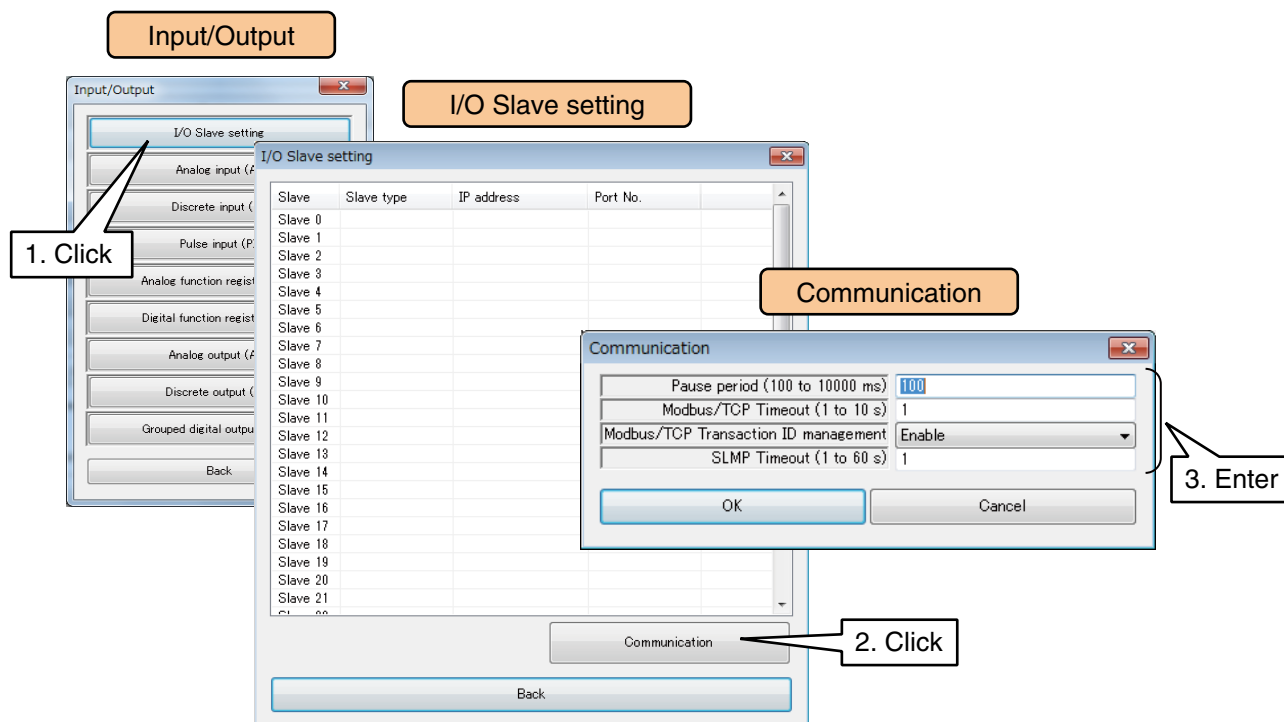 Input/Output
Input/Output
I/O Slave setting
I/O Slave setting
Analog input (A
Discrete input (
Pulse input (P
Analog function regist
Digital function regist
Analog output (A
Discrete output (
Grouped digital outpu
Back
1. Click
I/O Slave setting
Slave Slave type IP address Port No.
Slave 0
Slave 1
Slave 2
Slave 3
Slave 4
Slave 5
Slave 6
Slave 7
Slave 8
Slave 9
Slave 10
Slave 11
Slave 12
Slave 13
Slave 14
Slave 15
Slave 16
Slave 17
Slave 18
Slave 19
Slave 20
Slave 21
Communication
Back
2. Click
Communication
Communication
Pause period (100 to 10000 ms) 100
Modbus/TCP Timeout (1 to 10 s) 1
Modbus/TCP Transaction ID management Enable
SLMP Timeout (1 to 60 s) 1
OK Cancel
3. Enter